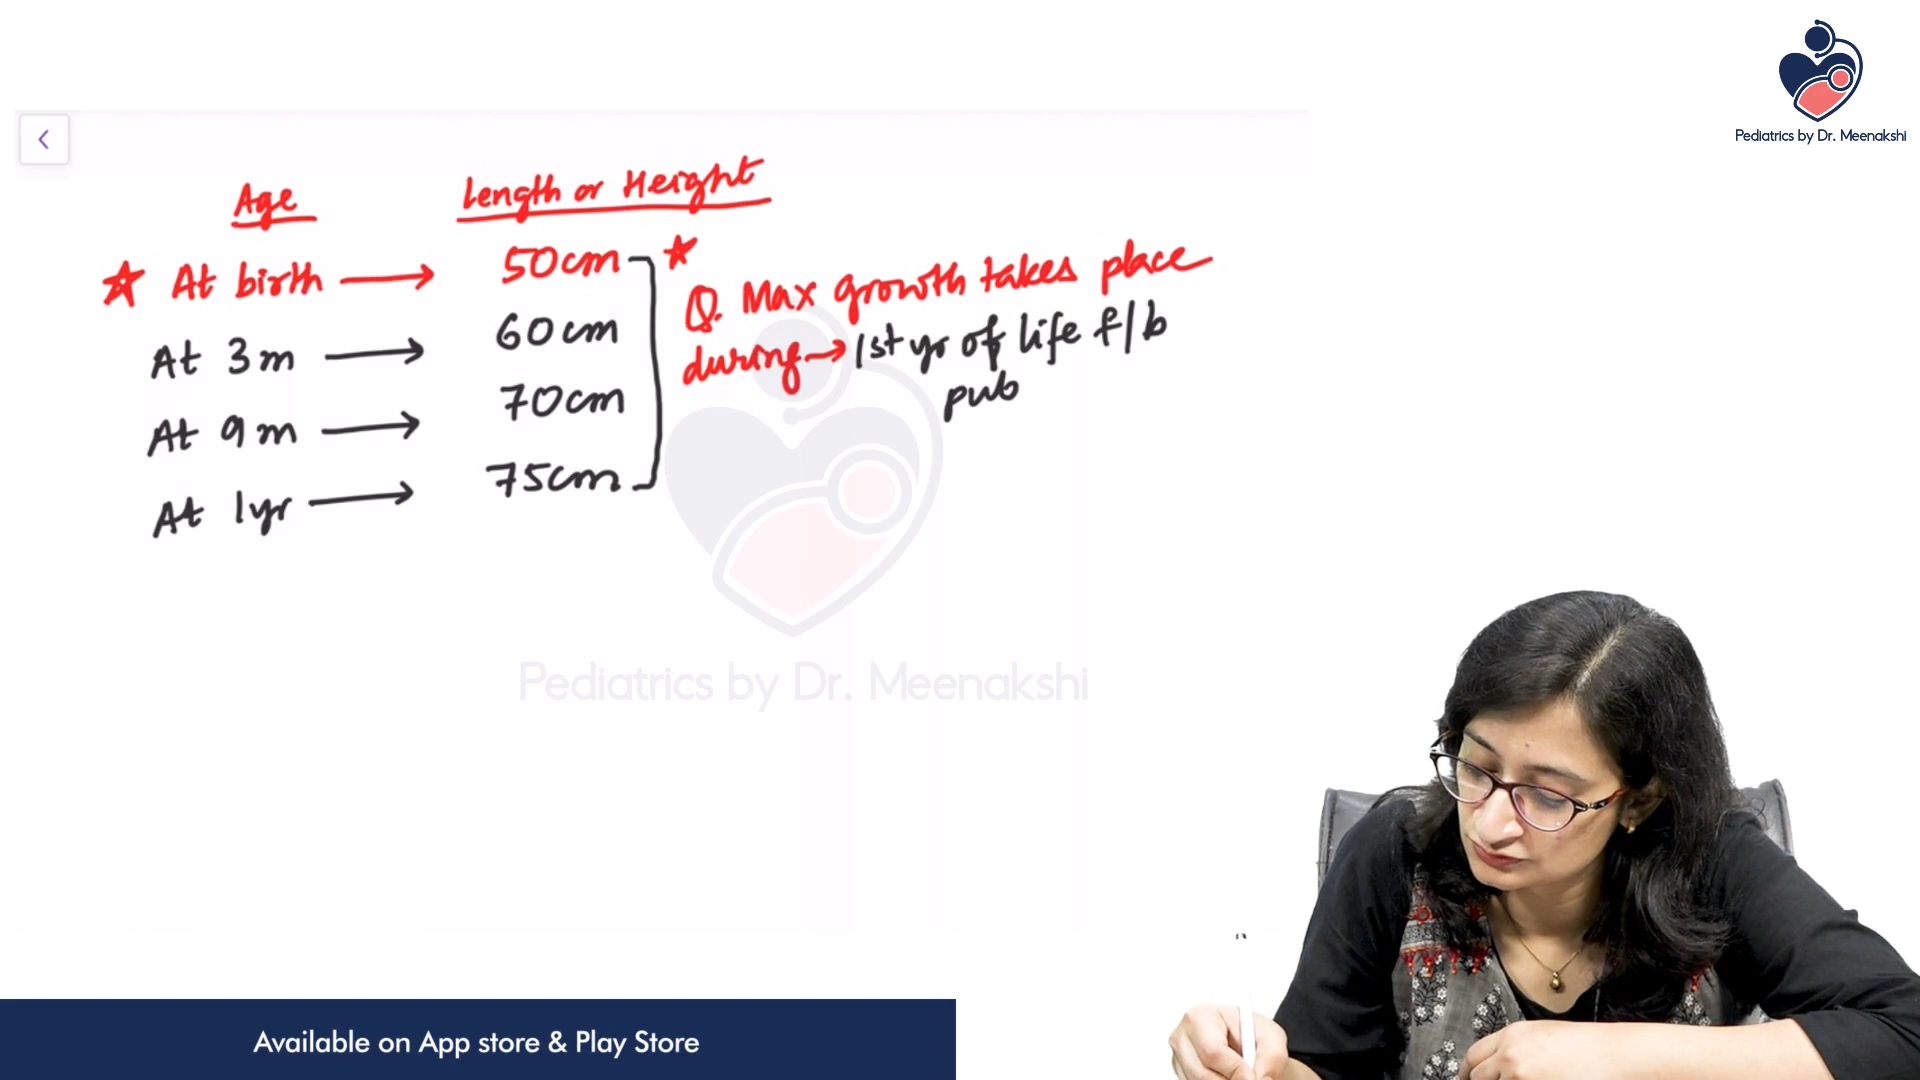 Pediatrics by Dr. Meenakshi
Age Length or Height
At birth → 50cm
At 3m → 60cm
At 9m → 70cm
At 1yr → 75cm
Q. Max growth takes place
during → 1st yr of life f/b
pub
Pediatrics by Dr. Meenakshi
Available on App store & Play Store